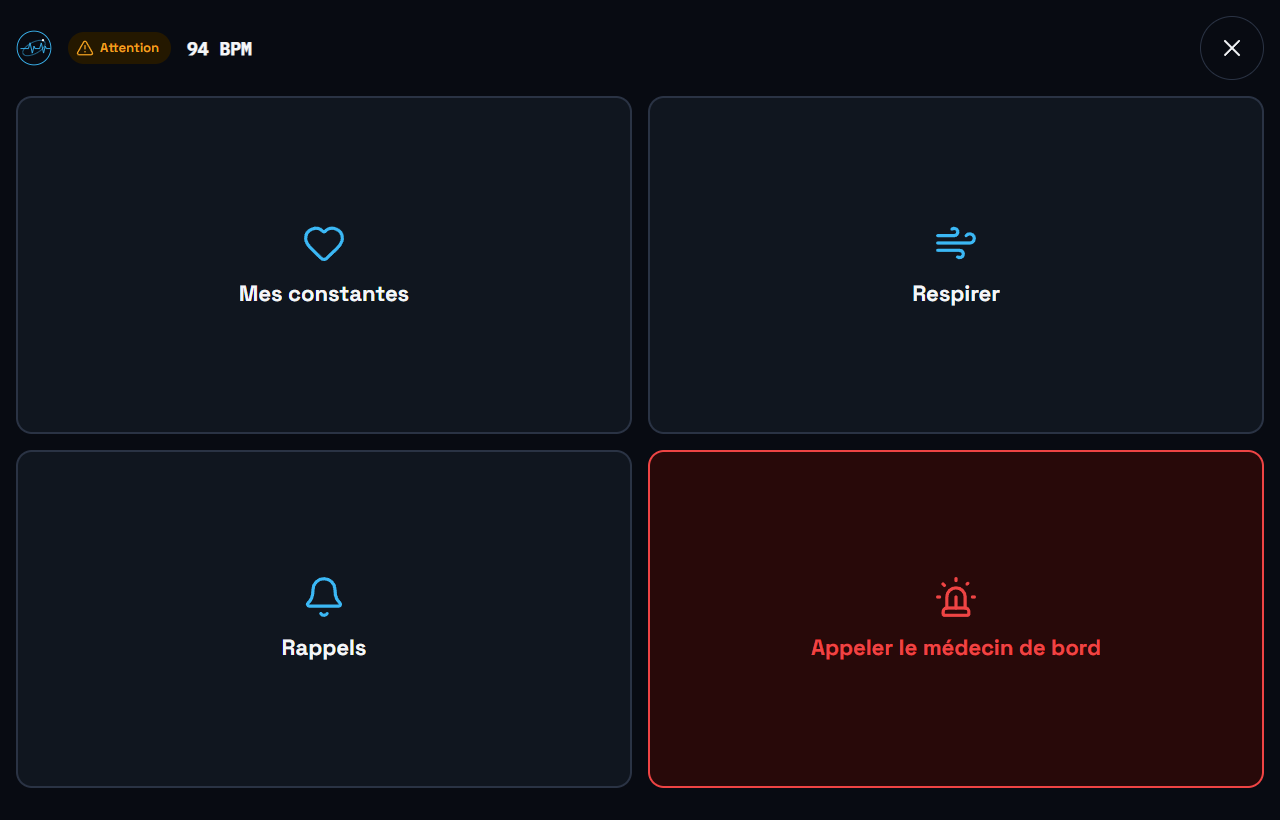 Attention
94 BPM
Mes constantes
Respirer
Rappels
Appeler le médecin de bord